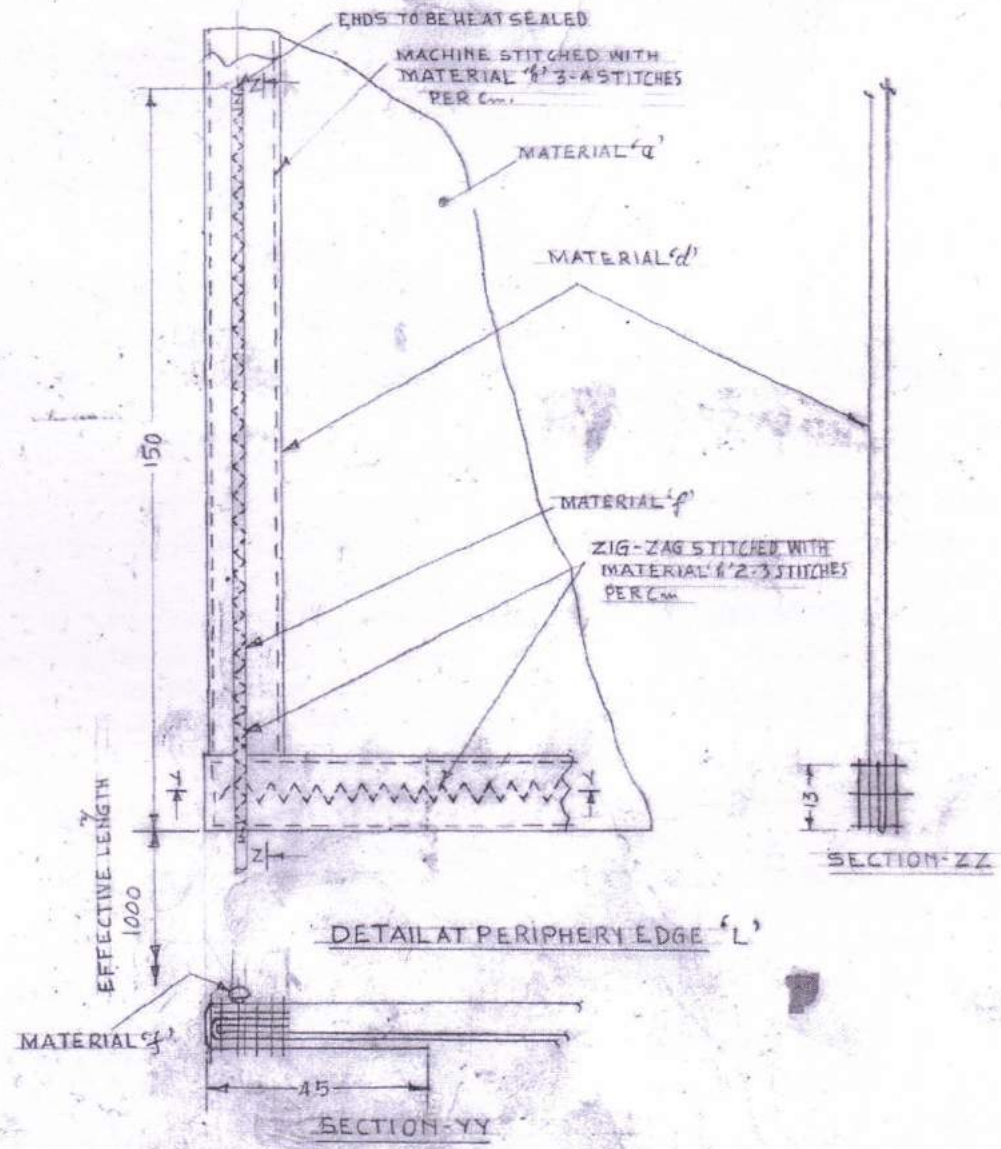 ENDS TO BE HEAT SEALED
MACHINE STITCHED WITH
MATERIAL 'h' 3-4 STITCHES
PER Cm.
Z
MATERIAL 'a'
MATERIAL 'd'
150
MATERIAL 'f'
ZIG-ZAG STITCHED WITH
MATERIAL 'h' 2-3 STITCHES
PER Cm
Y
Y
Z
13
SECTION-ZZ
EFFECTIVE LENGTH
1000
DETAIL AT PERIPHERY EDGE 'L'
MATERIAL 'f'
45
SECTION-YY